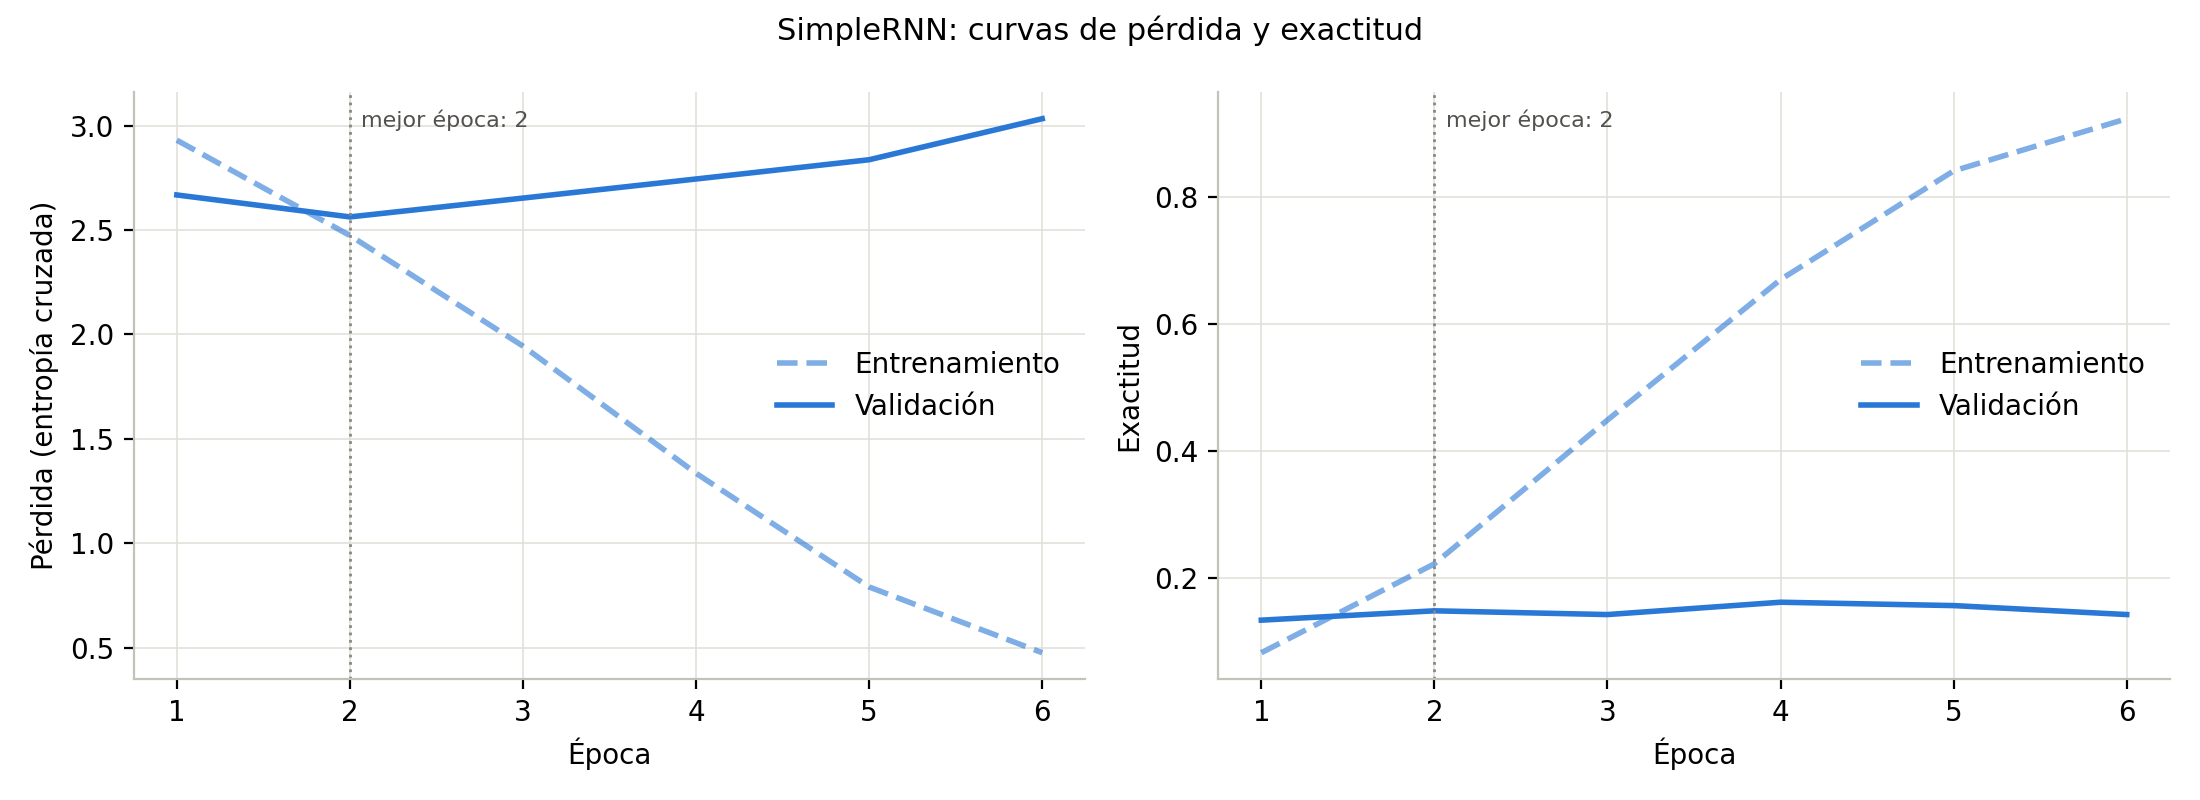 SimpleRNN: curvas de pérdida y exactitud
Pérdida (entropía cruzada)
3.0
2.5
2.0
1.5
1.0
0.5
mejor época: 2
Entrenamiento
Validación
1 2 3 4 5 6
Época
Exactitud
0.8
0.6
0.4
0.2
mejor época: 2
Entrenamiento
Validación
1 2 3 4 5 6
Época